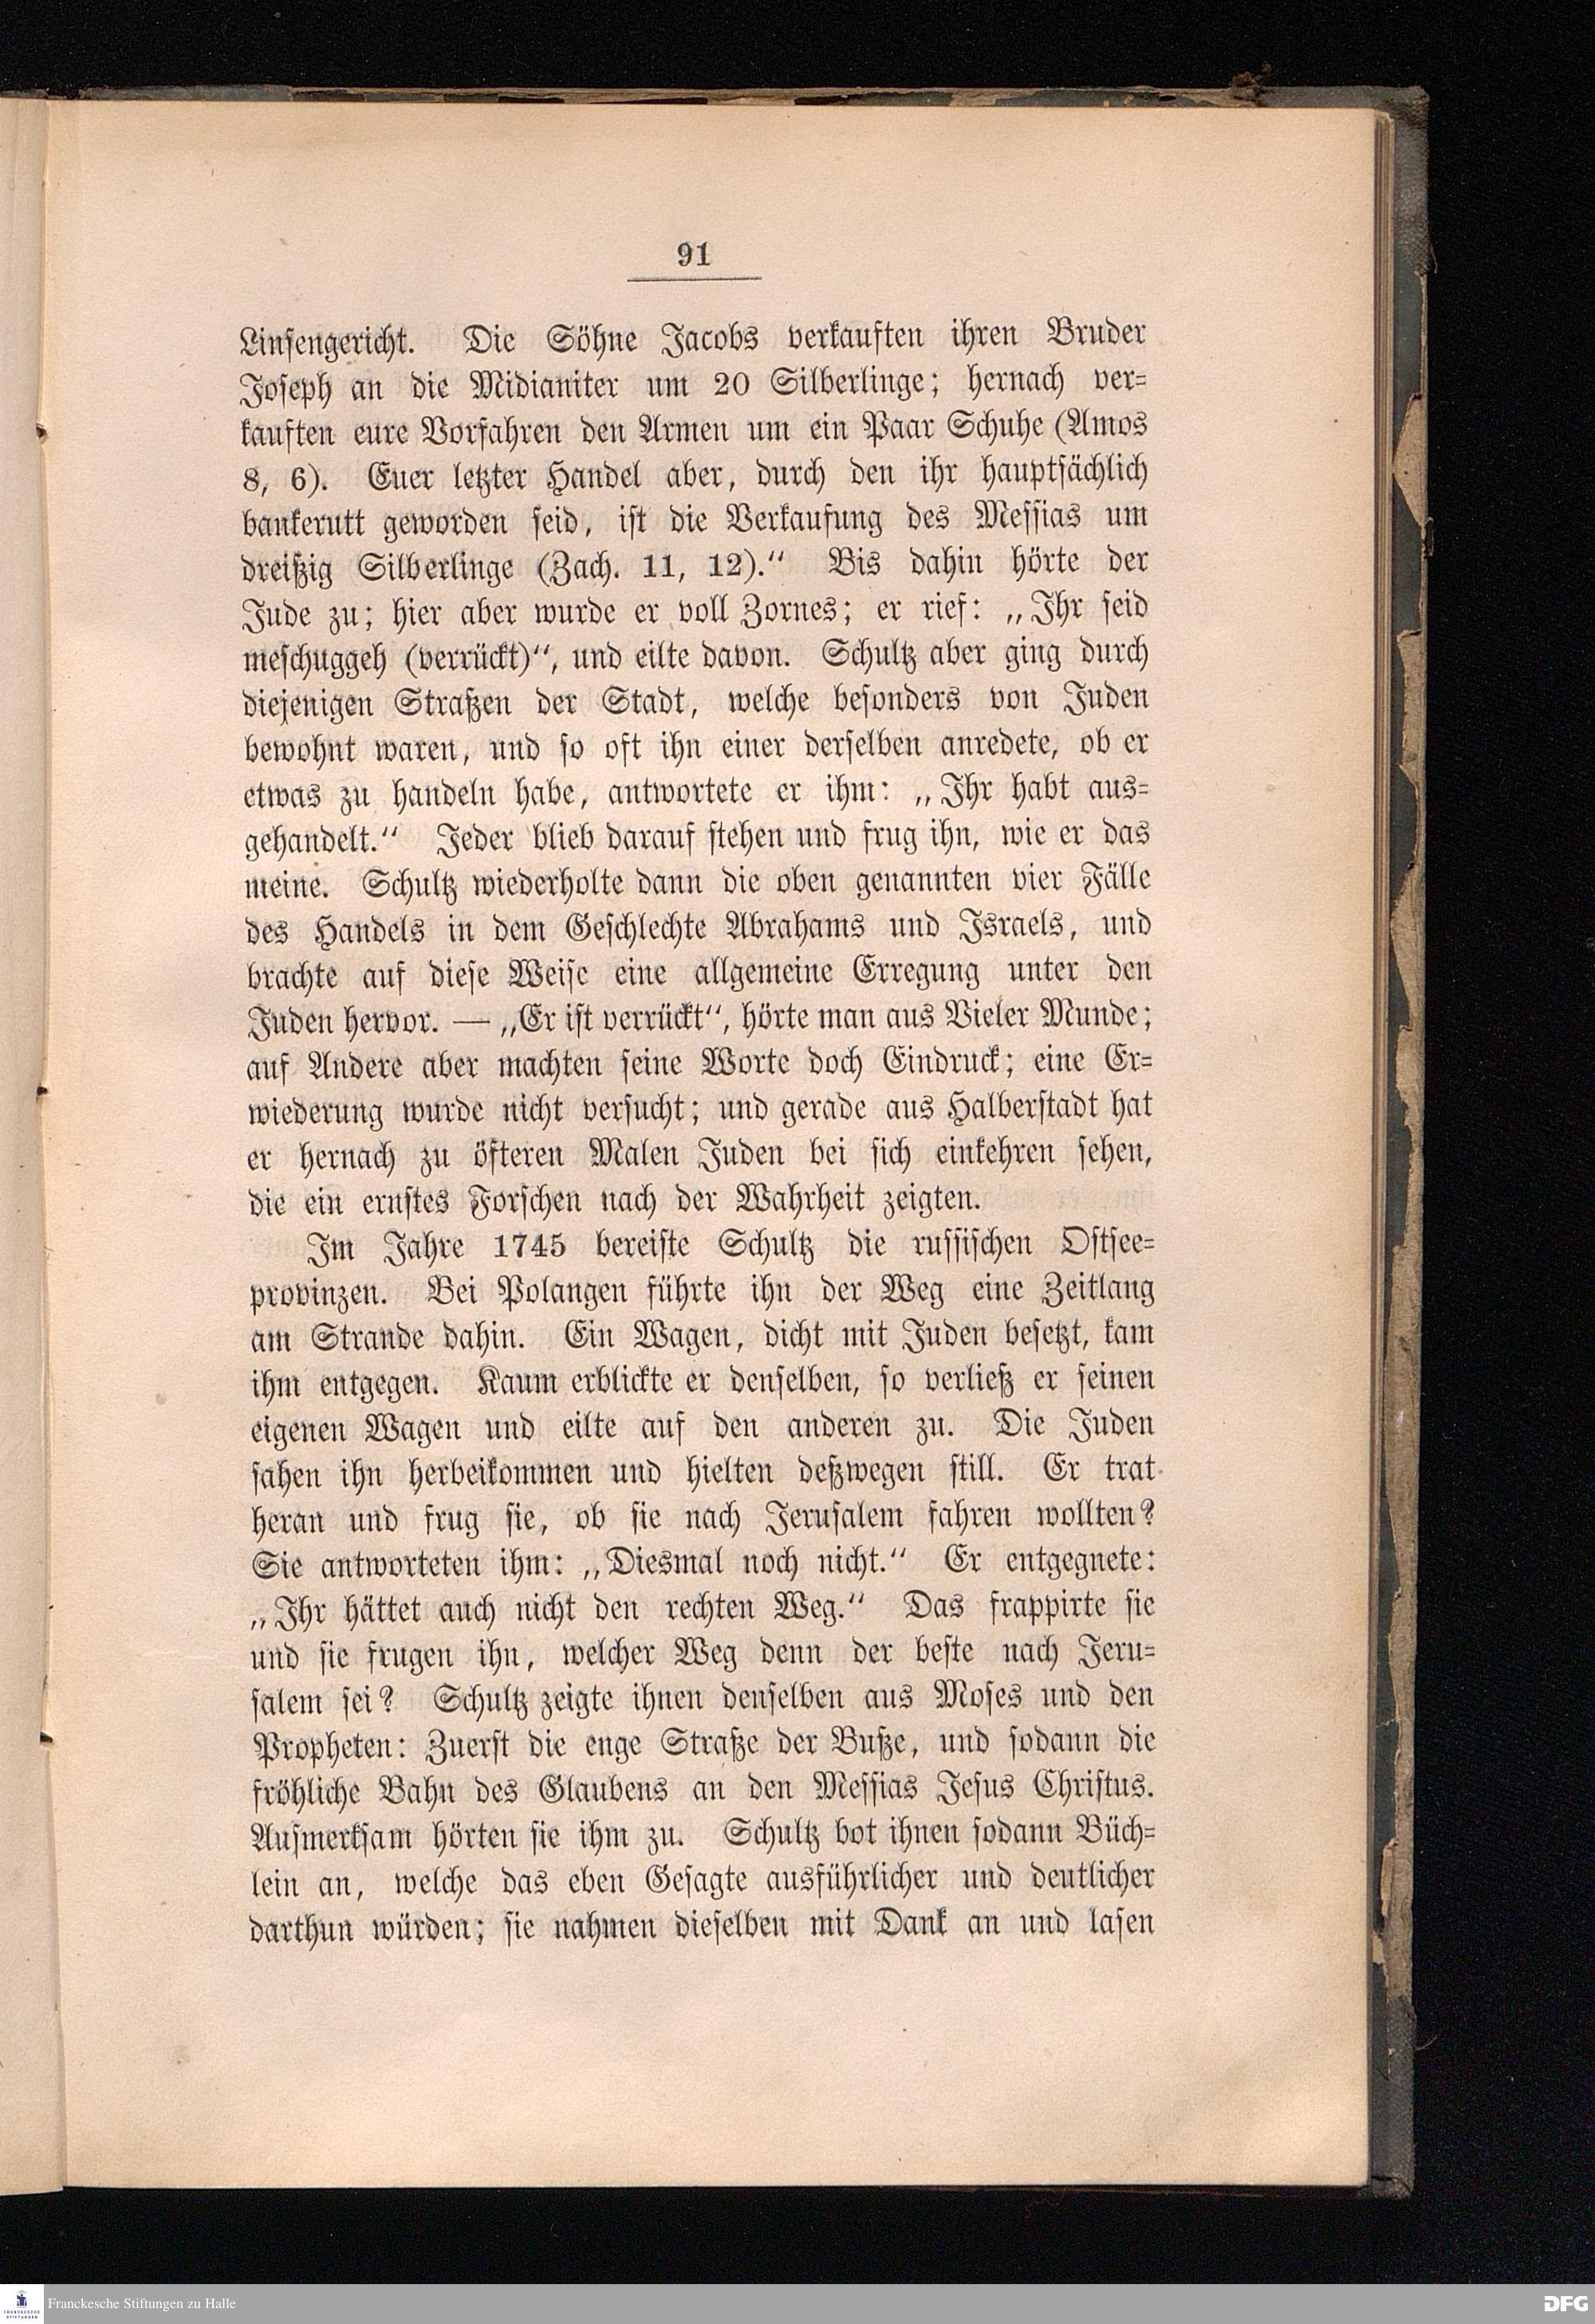 91
Linsengericht. Die Söhne Jacobs verkauften ihren Bruder
Joseph an die Midianiter um 20 Silberlinge; hernach ver=
kauften eure Vorfahren den Armen um ein Paar Schuhe (Amos
8, 6). Euer letzter Handel aber, durch den ihr hauptsächlich
bankerutt geworden seid, ist die Verkaufung des Messias um
dreißig Silberlinge (Zach. 11, 12).“ Bis dahin hörte der
Jude zu; hier aber wurde er voll Zornes; er rief: „Ihr seid
meschuggeh (verrückt)“, und eilte davon. Schultz aber ging durch
diejenigen Straßen der Stadt, welche besonders von Juden
bewohnt waren, und so oft ihn einer derselben anredete, ob er
etwas zu handeln habe, antwortete er ihm: „Ihr habt aus=
gehandelt.“ Jeder blieb darauf stehen und frug ihn, wie er das
meine. Schultz wiederholte dann die oben genannten vier Fälle
des Handels in dem Geschlechte Abrahams und Israels, und
brachte auf diese Weise eine allgemeine Erregung unter den
Juden hervor. — „Er ist verrückt“, hörte man aus Vieler Munde;
auf Andere aber machten seine Worte doch Eindruck; eine Er=
wiederung wurde nicht versucht; und gerade aus Halberstadt hat
er hernach zu öfteren Malen Juden bei sich einkehren sehen,
die ein ernstes Forschen nach der Wahrheit zeigten.
Im Jahre 1745 bereiste Schultz die russischen Ostsee=
provinzen. Bei Polangen führte ihn der Weg eine Zeitlang
am Strande dahin. Ein Wagen, dicht mit Juden besetzt, kam
ihm entgegen. Kaum erblickte er denselben, so verließ er seinen
eigenen Wagen und eilte auf den anderen zu. Die Juden
sahen ihn herbeikommen und hielten deßwegen still. Er trat
heran und frug sie, ob sie nach Jerusalem fahren wollten?
Sie antworteten ihm: „Diesmal noch nicht.“ Er entgegnete:
„Ihr hättet auch nicht den rechten Weg.“ Das frappirte sie
und sie frugen ihn, welcher Weg denn der beste nach Jeru=
salem sei? Schultz zeigte ihnen denselben aus Moses und den
Propheten: Zuerst die enge Straße der Buße, und sodann die
fröhliche Bahn des Glaubens an den Messias Jesus Christus.
Aufmerksam hörten sie ihm zu. Schultz bot ihnen sodann Büch=
lein an, welche das eben Gesagte ausführlicher und deutlicher
darthun würden; sie nahmen dieselben mit Dank an und lasen
FRANCKESCHE STIFTUNGEN
Franckesche Stiftungen zu Halle
DFG